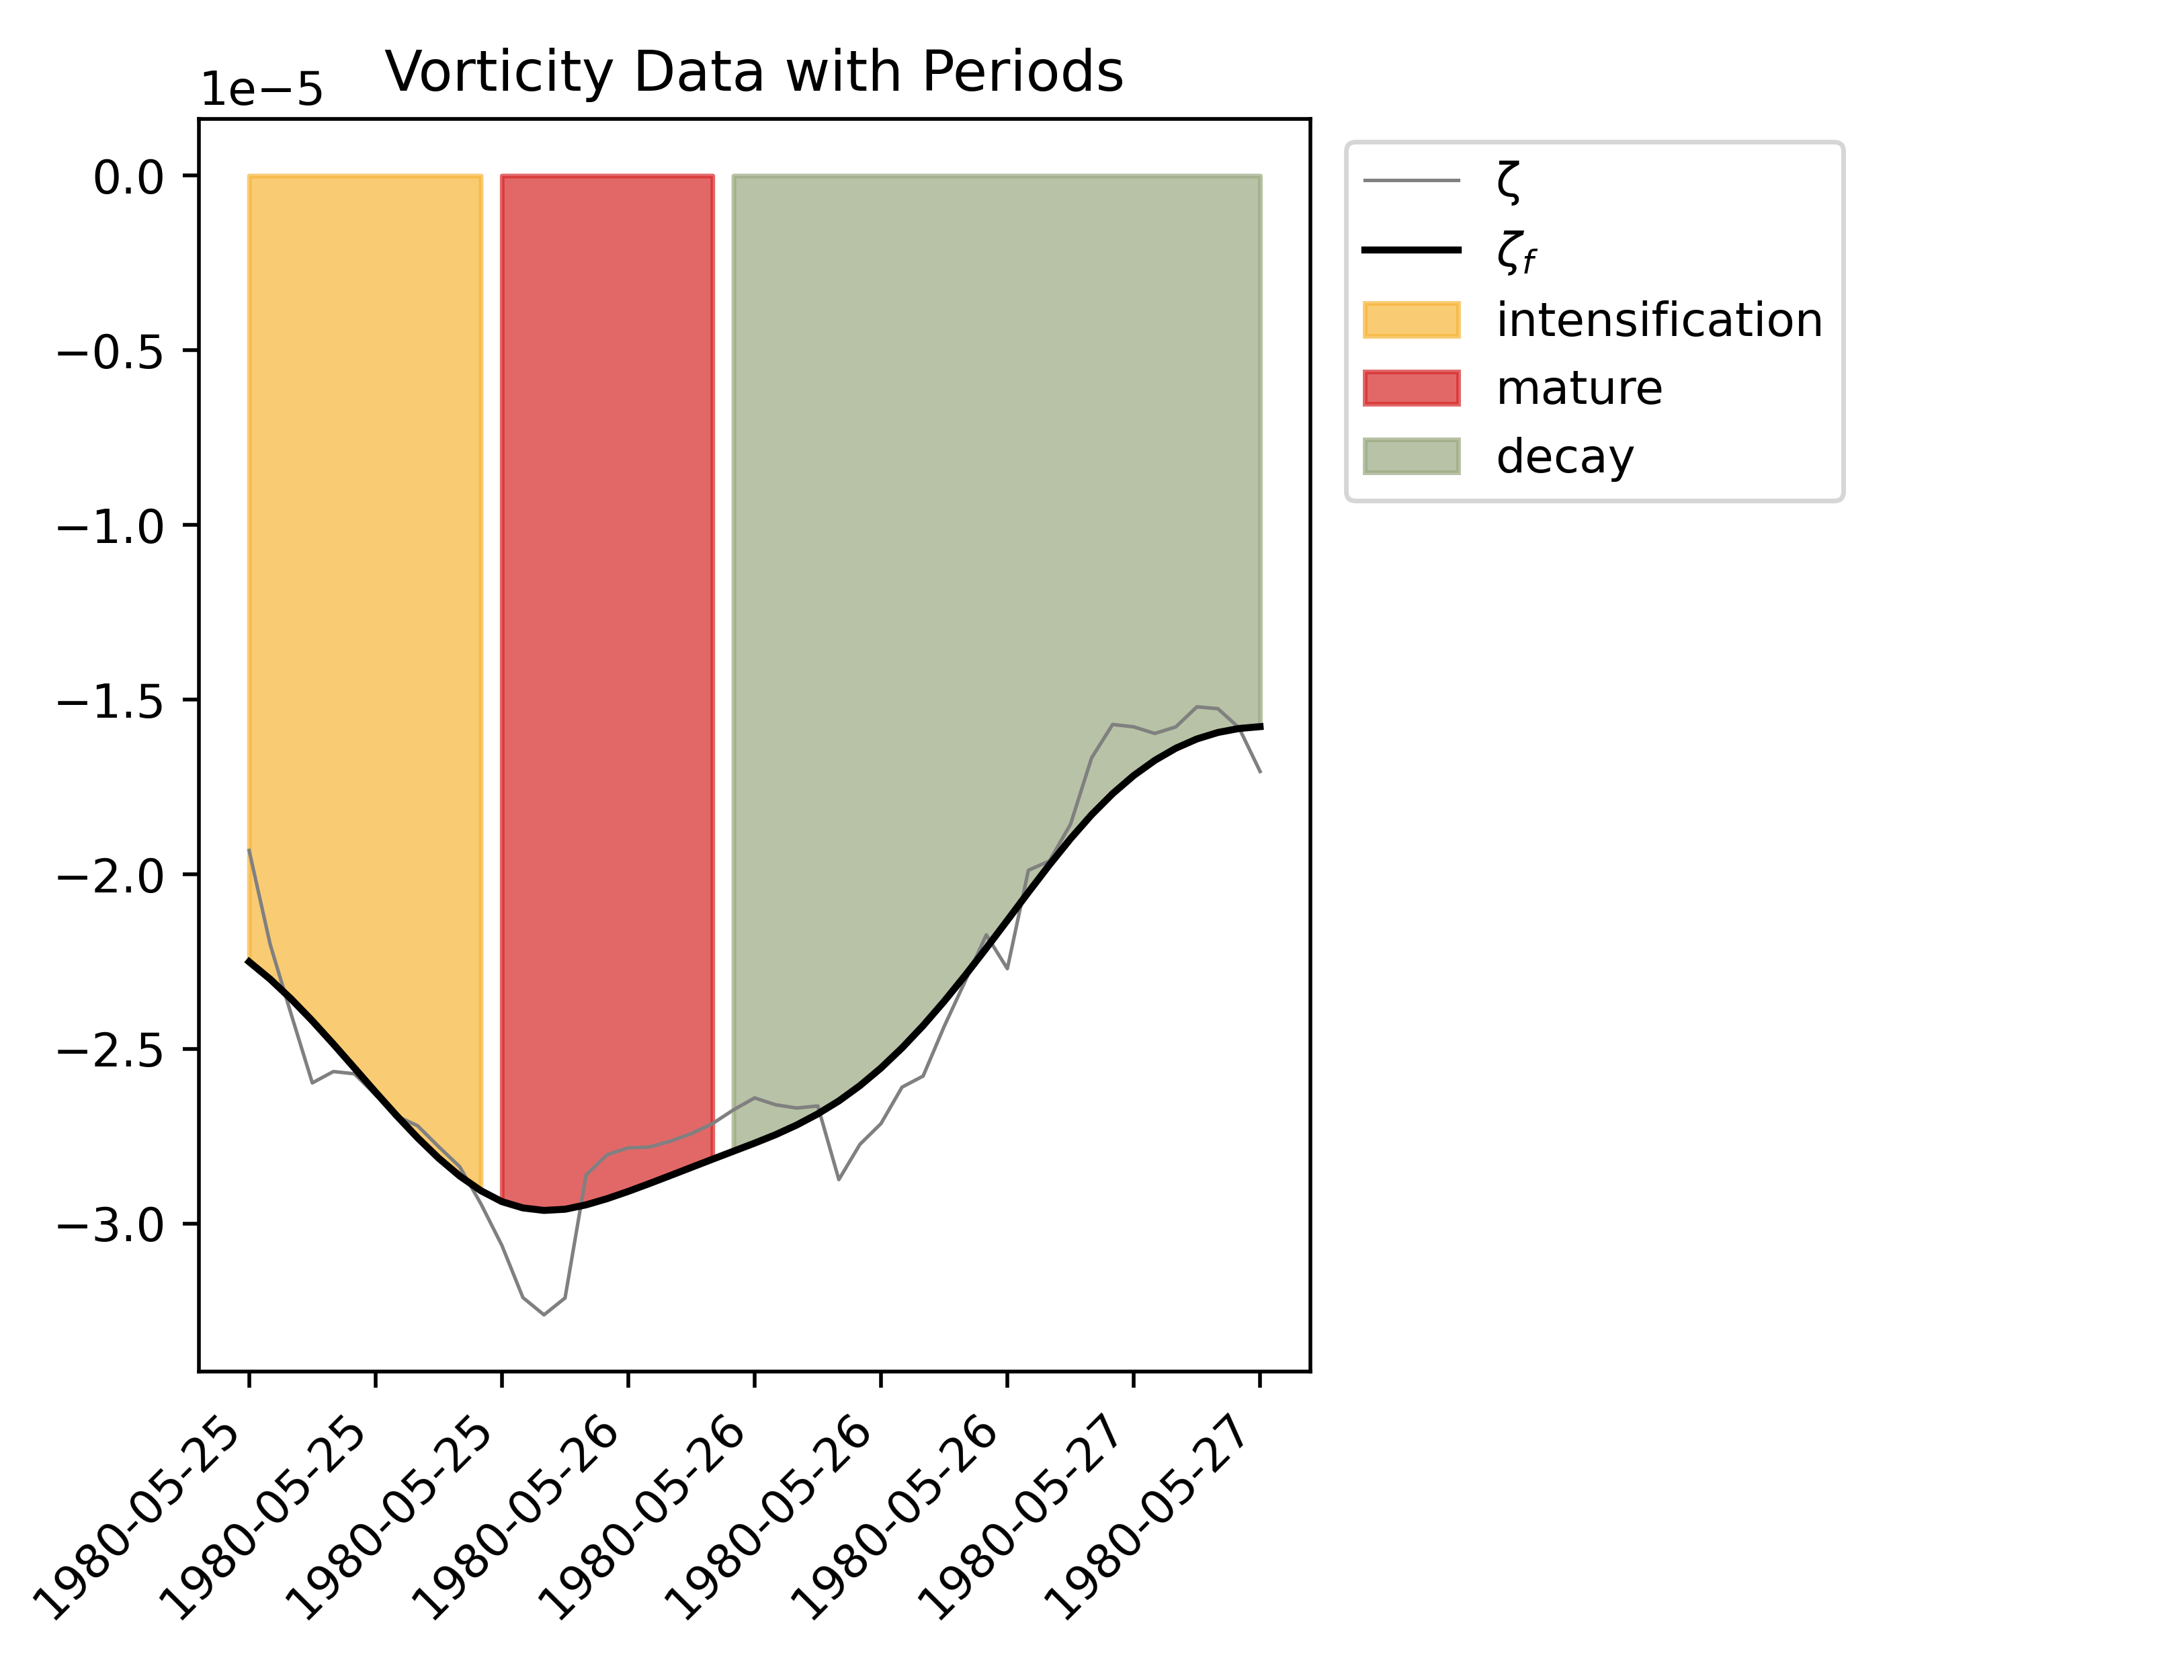 Vorticity Data with Periods
1e−5
0.0
−0.5
−1.0
−1.5
−2.0
−2.5
−3.0
1980-05-25
1980-05-25
1980-05-25
1980-05-26
1980-05-26
1980-05-26
1980-05-26
1980-05-27
1980-05-27
ζ
ζf
intensification
mature
decay